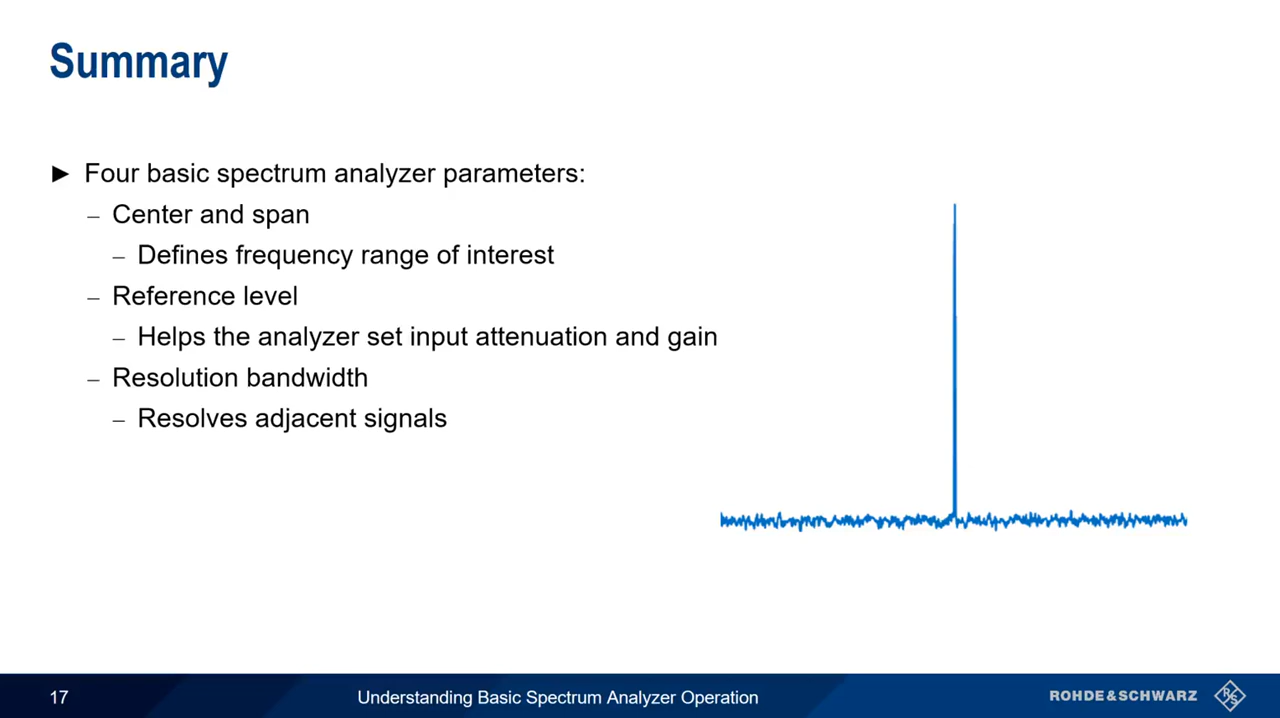 Summary
► Four basic spectrum analyzer parameters:
– Center and span
– Defines frequency range of interest
– Reference level
– Helps the analyzer set input attenuation and gain
– Resolution bandwidth
– Resolves adjacent signals
17
Understanding Basic Spectrum Analyzer Operation
ROHDE&SCHWARZ
R&S